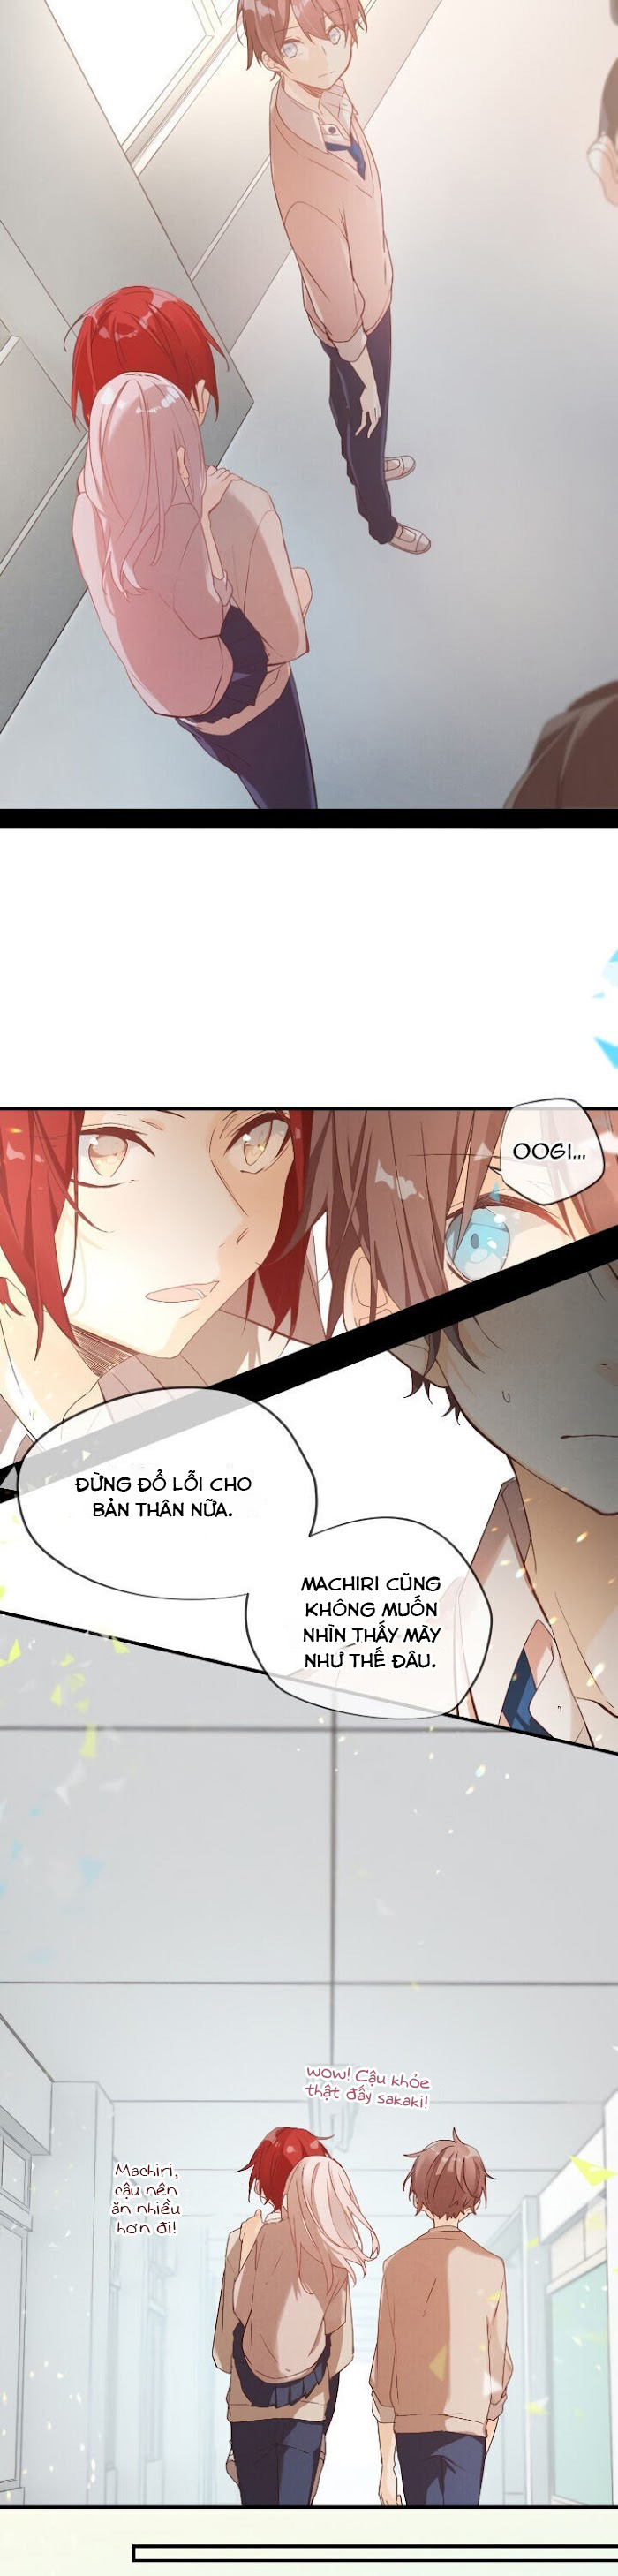 OOGI...
ĐỪNG ĐỔ LỖI CHO
BẢN THÂN NỮA.
MACHIRI CŨNG
KHÔNG MUỐN
NHÌN THẤY MÀY
NHƯ THẾ ĐÂU.
wow! Cậu khỏe
thật đấy sakaki!
Machiri,
cậu nên
ăn nhiều
hơn đi!